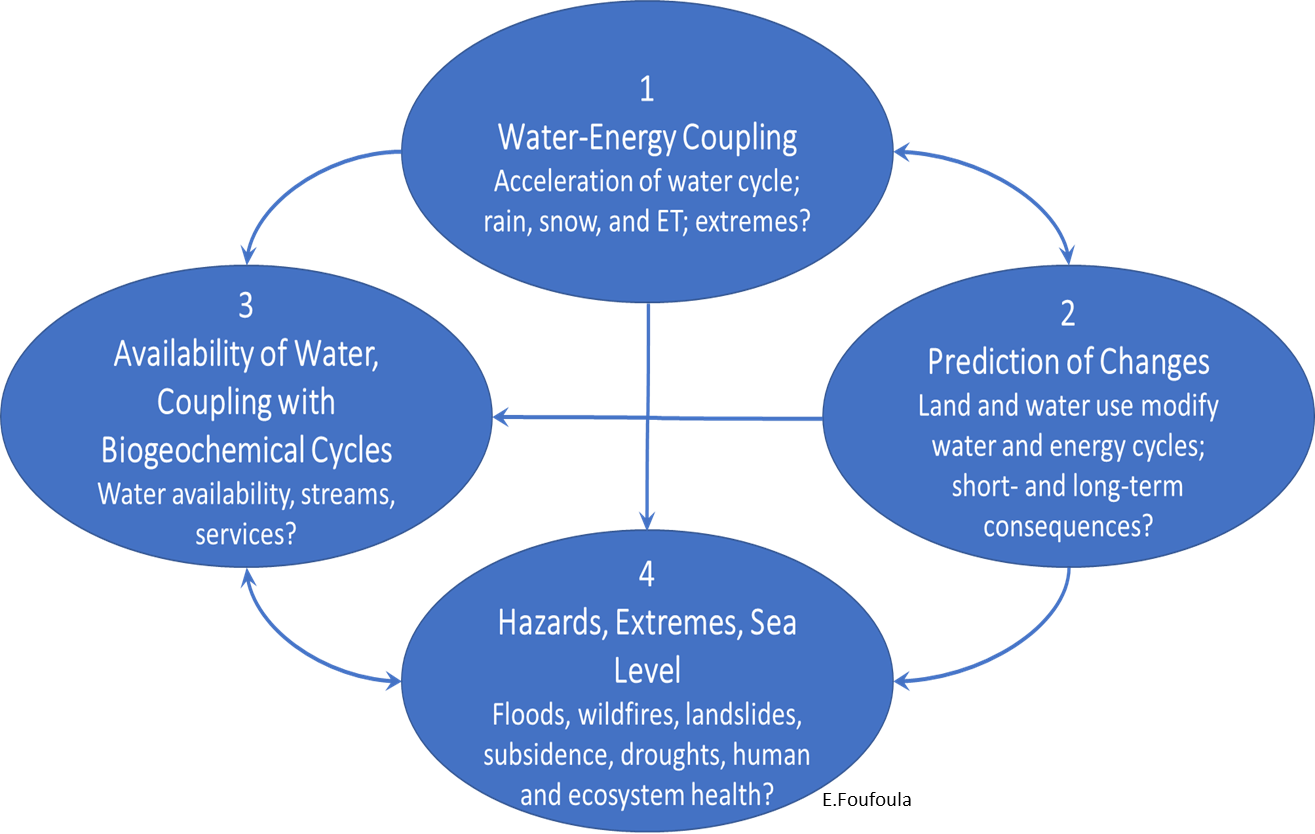 1
Water-Energy Coupling
Acceleration of water cycle;
rain, snow, and ET; extremes?
3
Availability of Water,
Coupling with
Biogeochemical Cycles
Water availability, streams,
services?
2
Prediction of Changes
Land and water use modify
water and energy cycles;
short- and long-term
consequences?
4
Hazards, Extremes, Sea
Level
Floods, wildfires, landslides,
subsidence, droughts, human
and ecosystem health?
E.Foufoula